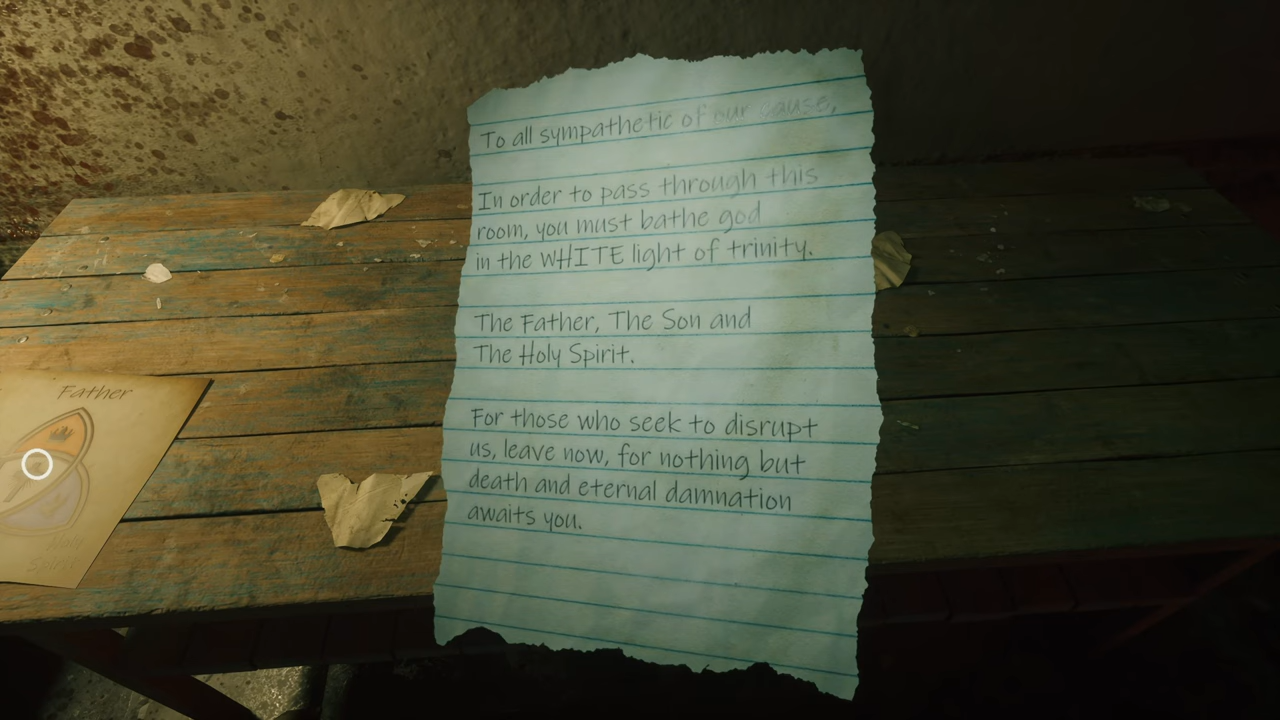 To all sympathetic of our cause,
In order to pass through this
room, you must bathe god
in the WHITE light of trinity.
The Father, The Son and
The Holy Spirit.
For those who seek to disrupt
us, leave now, for nothing but
death and eternal damnation
awaits you.
Father
Holy
Spirit